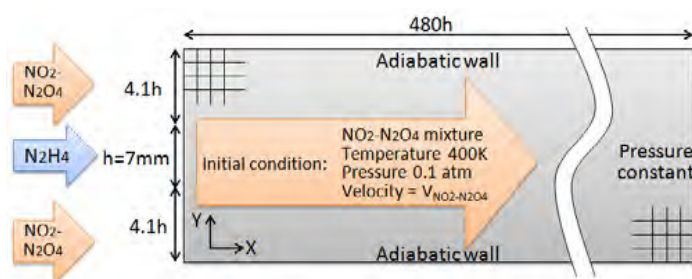 480h
Adiabatic wall
NO2-
N2O4
4.1h
N2H4
h=7mm
Initial condition:
NO2-N2O4 mixture
Temperature 400K
Pressure 0.1 atm
Velocity = VNO2-N2O4
Pressure
constant
NO2-
N2O4
4.1h
Y
X
Adiabatic wall